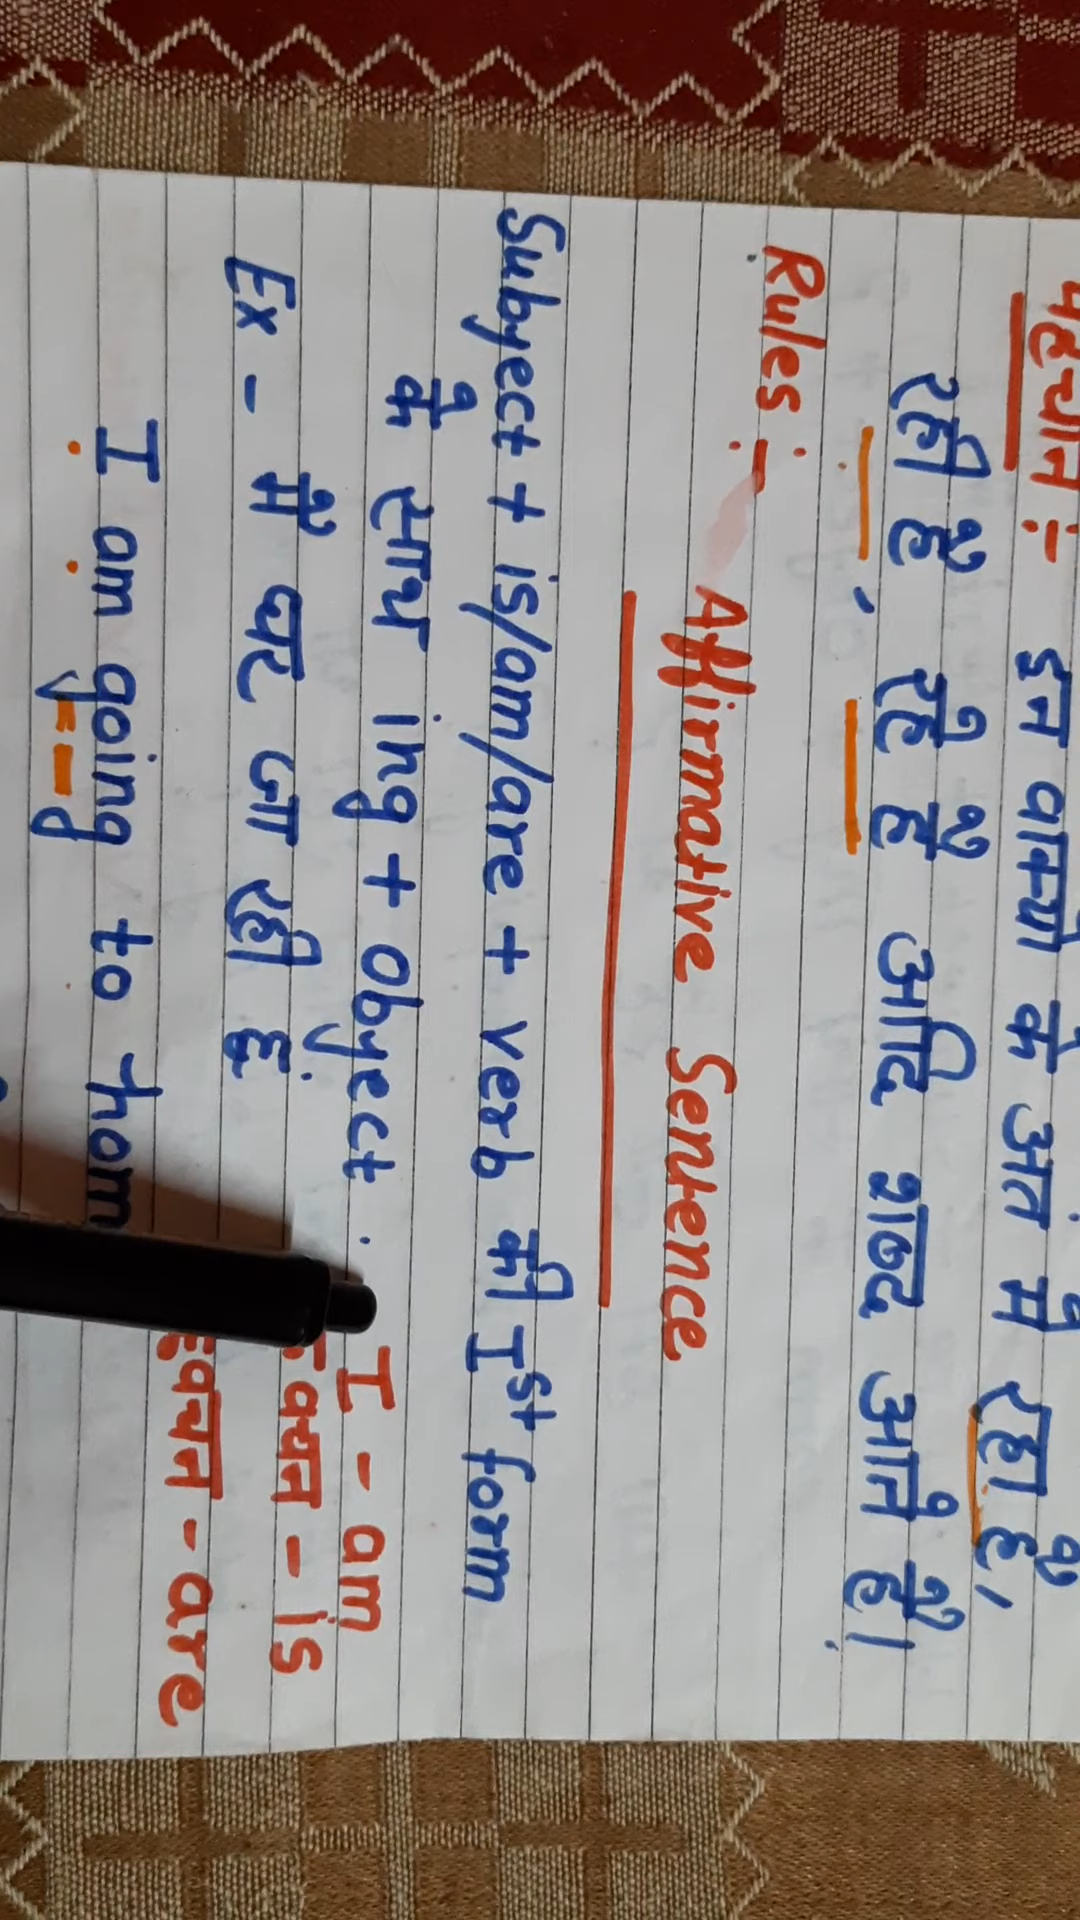 पहचान :- इन वाक्यो के अतं में रहा है,
रही है, रहे है आदि शब्द आते है।
Rules :-
Affirmative Sentence
Subject + is/am/are + verb की Ist form
के साथ ing + object.
I - am
Ex - मैं घर जा रही हूँ
वचन - is
I am going to hom
हुवचन - are